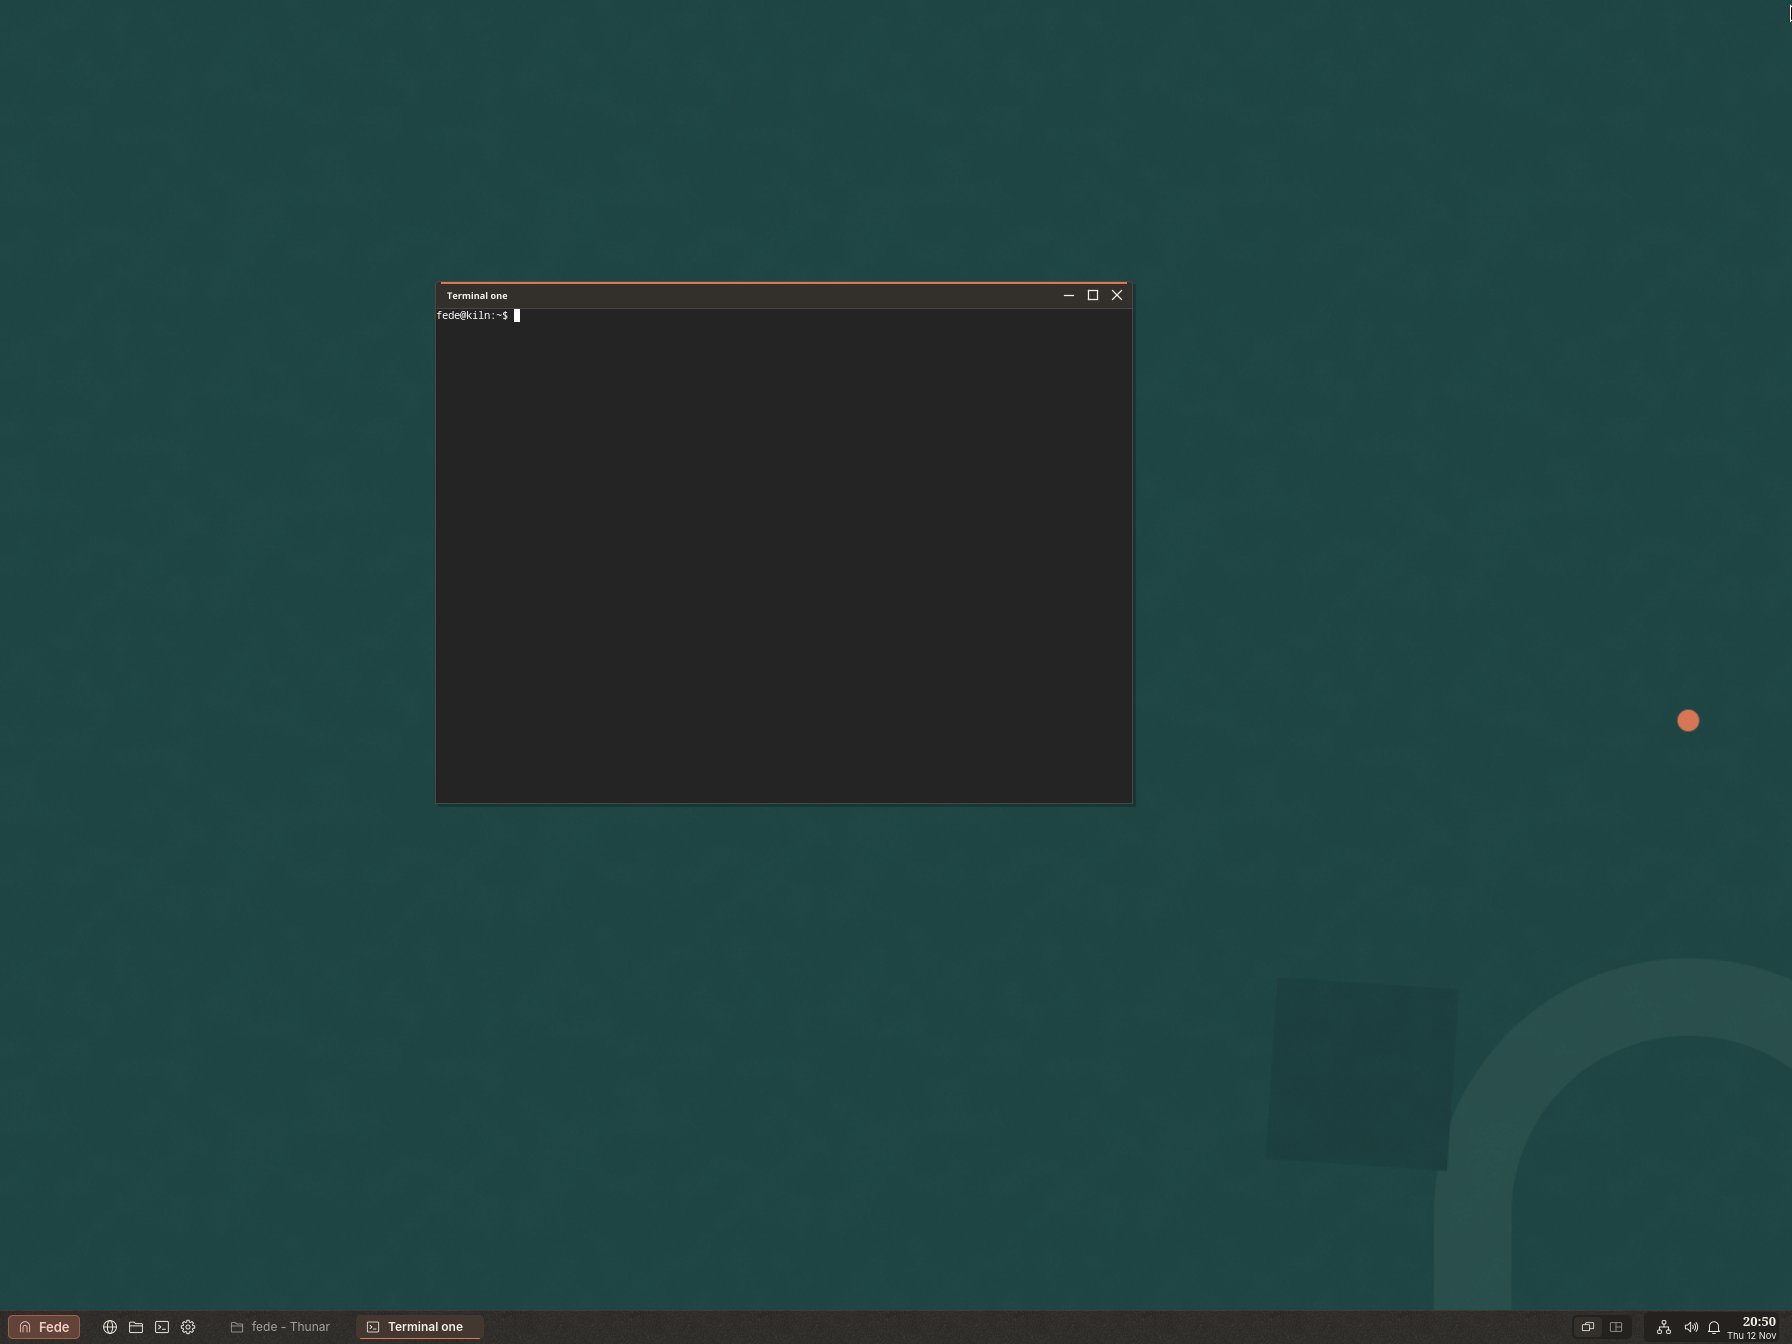 Terminal one
fede@kiln:~$
Fede
fede - Thunar
Terminal one
20:50
Thu 12 Nov